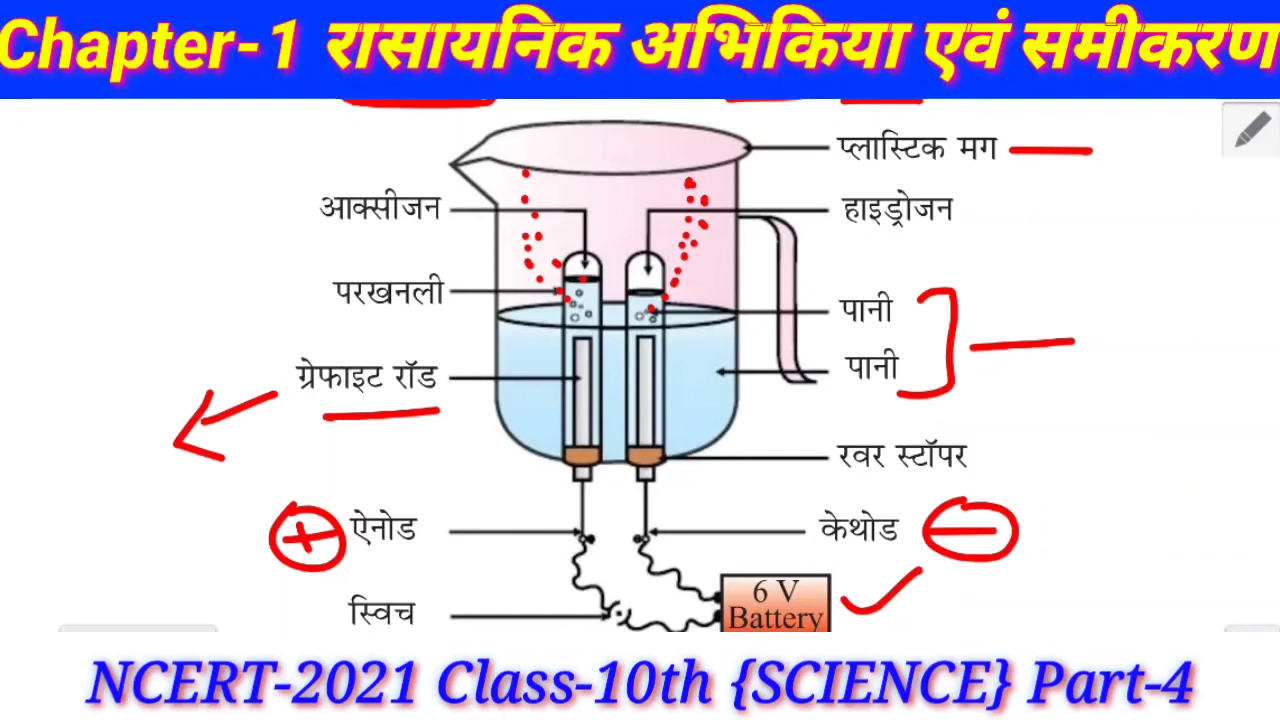 Chapter-1 रासायनिक अभिकिया एवं समीकरण
प्लास्टिक मग
आक्सीजन
हाइड्रोजन
परखनली
पानी
ग्रेफाइट रॉड
पानी
रवर स्टॉपर
+ ऐनोड
केथोड −
6 V
Battery
स्विच
NCERT-2021 Class-10th {SCIENCE} Part-4